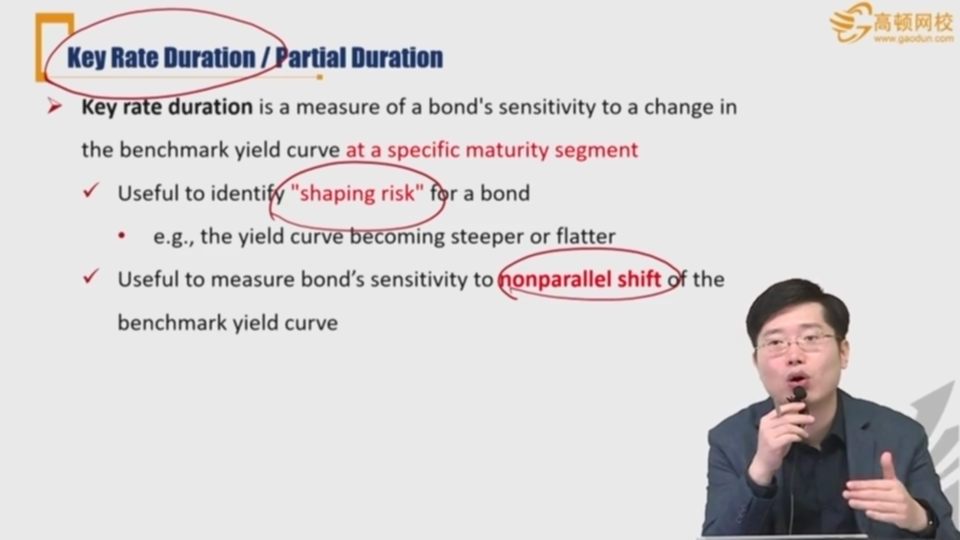 高顿网校
www.gaodun.com
Key Rate Duration / Partial Duration
➤ Key rate duration is a measure of a bond's sensitivity to a change in
the benchmark yield curve at a specific maturity segment
✓ Useful to identify "shaping risk" for a bond
• e.g., the yield curve becoming steeper or flatter
✓ Useful to measure bond’s sensitivity to nonparallel shift of the
benchmark yield curve